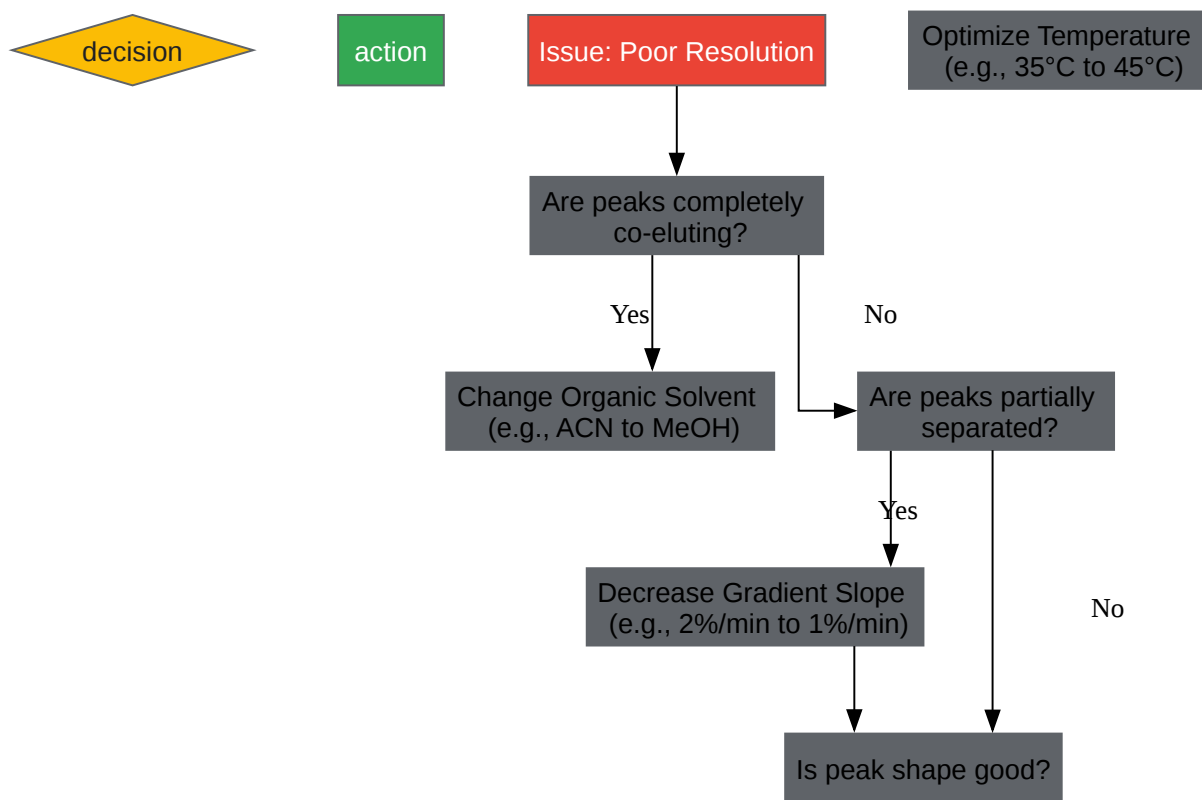 decision
action
Issue: Poor Resolution
Optimize Temperature
(e.g., 35°C to 45°C)
Are peaks completely
co-eluting?
Yes
No
Change Organic Solvent
(e.g., ACN to MeOH)
Are peaks partially
separated?
Yes
Decrease Gradient Slope
(e.g., 2%/min to 1%/min)
No
Is peak shape good?